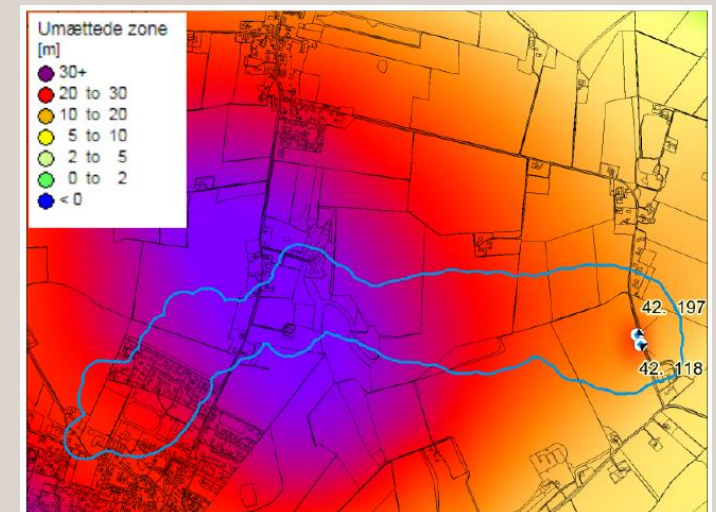 Umættede zone
[m]
30+
20 to 30
10 to 20
5 to 10
2 to 5
0 to 2
< 0
42. 197
42. 118